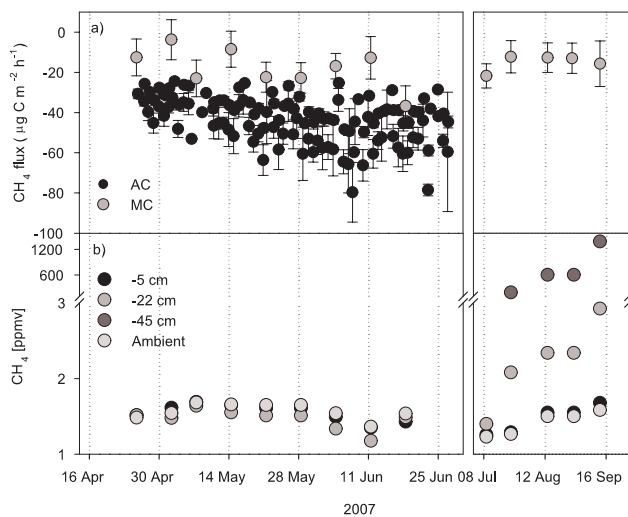 a)
0
-20
-40
-60
-80
-100
CH4 flux ( µg C m−2 h−1)
AC
MC
b)
1200
600
3
2
1
CH4 [ppmv]
-5 cm
-22 cm
-45 cm
Ambient
16 Apr 30 Apr 14 May 28 May 11 Jun 25 Jun 08 Jul 12 Aug 16 Sep
2007